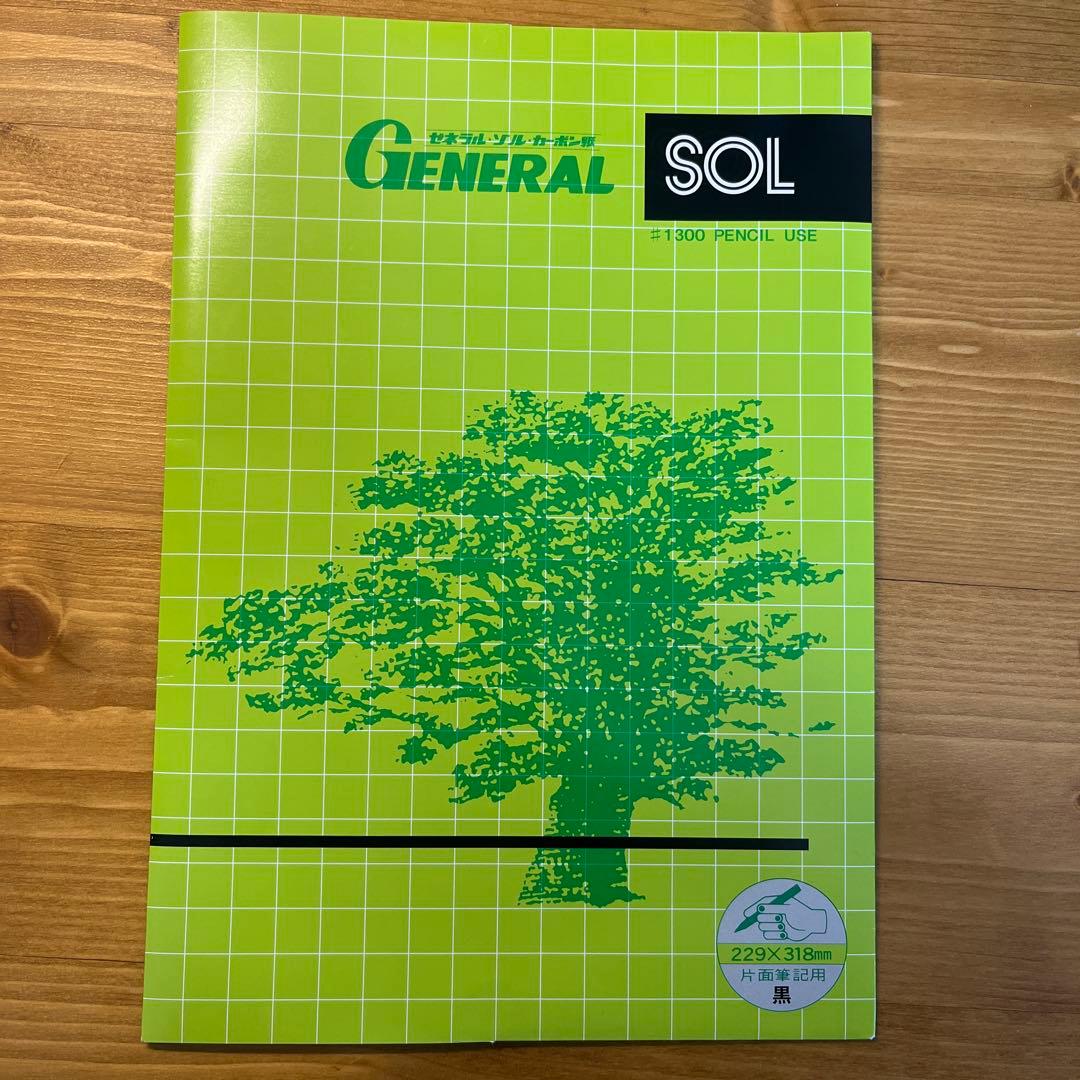 ゼネラル・ソル・カーボン紙
GENERAL
SOL
#1300 PENCIL USE
229×318mm
片面筆記用
黒